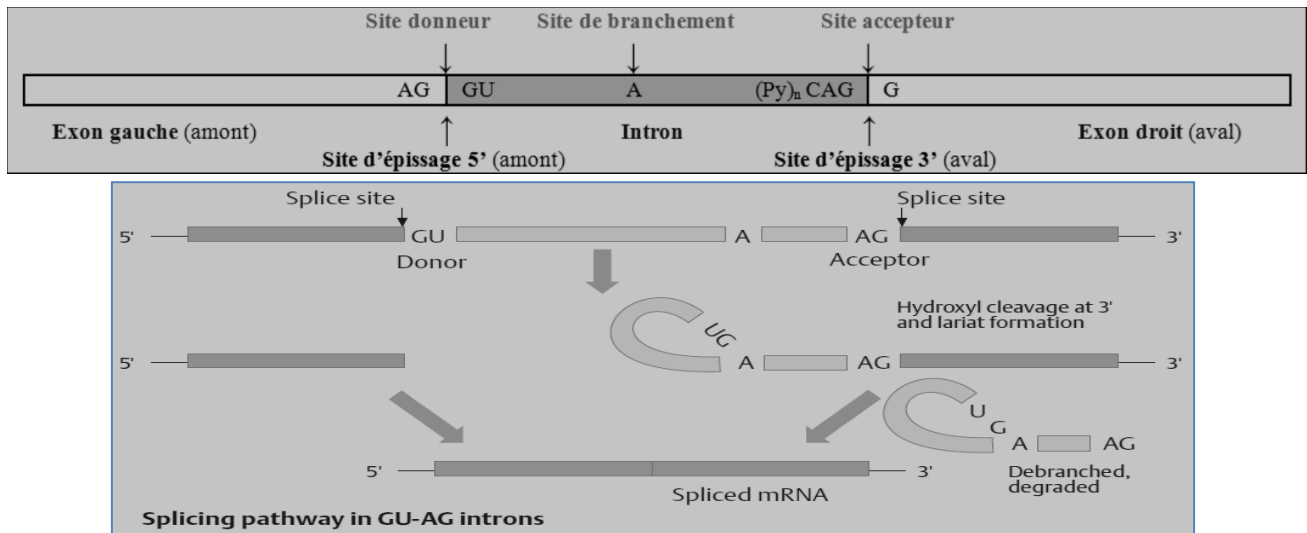 Site donneur Site de branchement Site accepteur
AG GU A (Py)n CAG G
Exon gauche (amont) Intron Exon droit (aval)
Site d'épissage 5' (amont) Site d'épissage 3' (aval)
Splice site Splice site
5' GU A AG 3'
Donor Acceptor
Hydroxyl cleavage at 3'
and lariat formation
UG
5' A AG 3'
U
G
A AG
5' 3'
Debranched,
degraded
Spliced mRNA
Splicing pathway in GU-AG introns